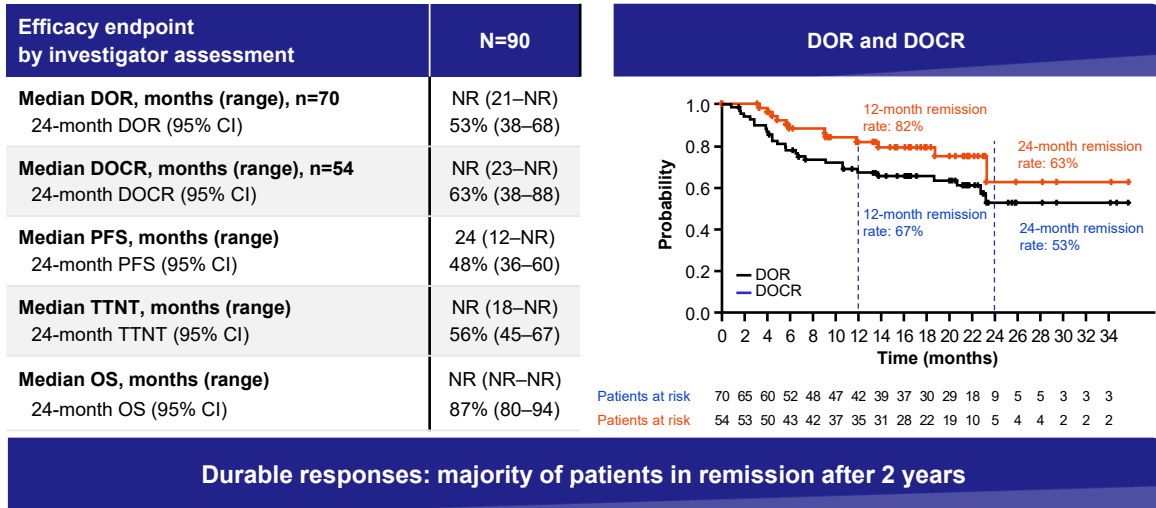 Efficacy endpoint
by investigator assessment
N=90
Median DOR, months (range), n=70
NR (21–NR)
24-month DOR (95% CI)
53% (38–68)
Median DOCR, months (range), n=54
NR (23–NR)
24-month DOCR (95% CI)
63% (38–88)
Median PFS, months (range)
24 (12–NR)
24-month PFS (95% CI)
48% (36–60)
Median TTNT, months (range)
NR (18–NR)
24-month TTNT (95% CI)
56% (45–67)
Median OS, months (range)
NR (NR–NR)
24-month OS (95% CI)
87% (80–94)
DOR and DOCR
Probability
1.0
0.8
0.6
0.4
0.2
0.0
12-month remission
rate: 82%
24-month remission
rate: 63%
12-month remission
rate: 67%
24-month remission
rate: 53%
DOR
DOCR
0 2 4 6 8 10 12 14 16 18 20 22 24 26 28 30 32 34
Time (months)
Patients at risk 70 65 60 52 48 47 42 39 37 30 29 18 9 5 5 3 3 3
Patients at risk 54 53 50 43 42 37 35 31 28 22 19 10 5 4 4 2 2 2
Durable responses: majority of patients in remission after 2 years